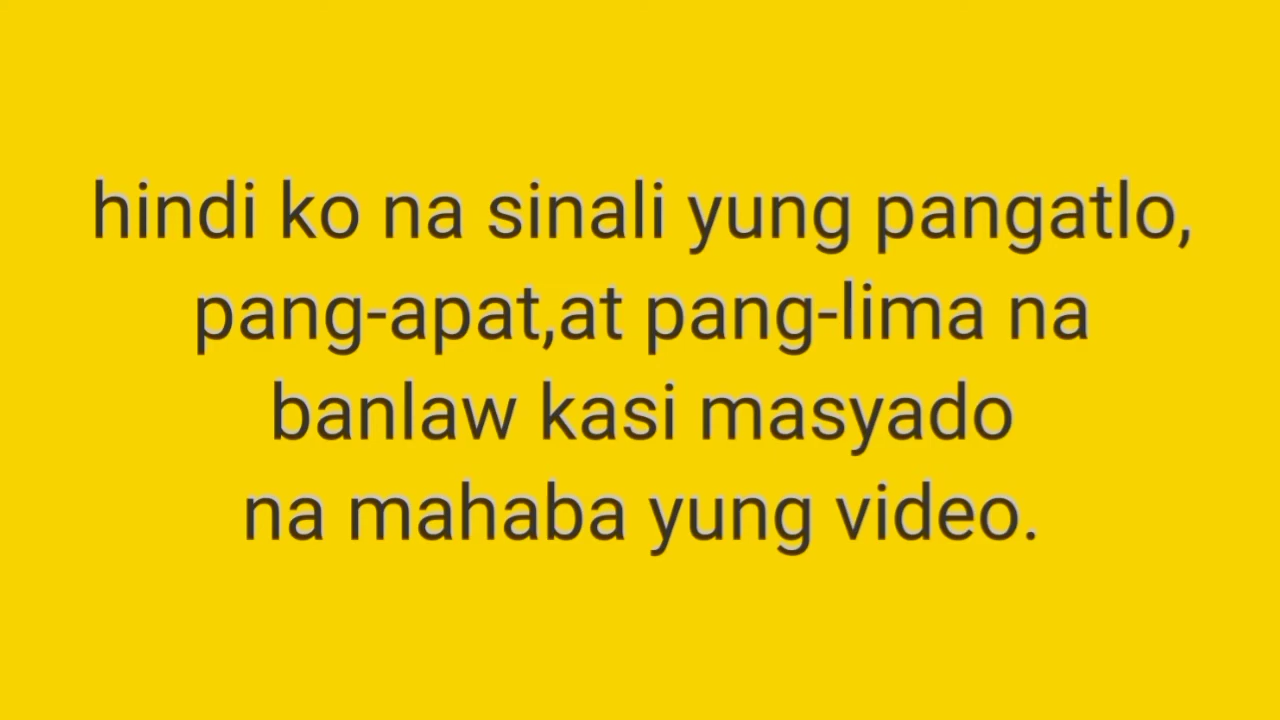 hindi ko na sinali yung pangatlo,
pang-apat,at pang-lima na
banlaw kasi masyado
na mahaba yung video.